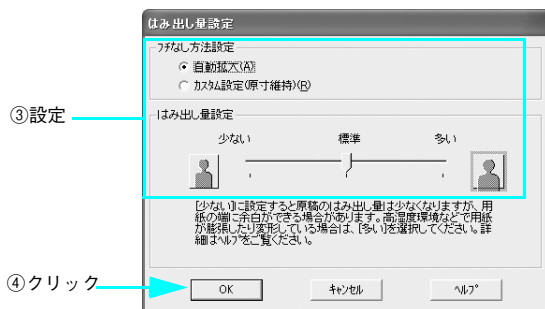 はみ出し量設定
フチなし方法設定
自動拡大(A)
カスタム設定(原寸維持)(R)
③設定
はみ出し量設定
少ない 標準 多い
[少ない]に設定すると原稿のはみ出し量は少なくなりますが、用
紙の端に余白ができる場合があります。高湿度環境などで用紙
が膨張したり変形している場合は、[多い]を選択してください。詳
細はヘルプをご覧ください。
④クリック
OK キャンセル ヘルプ